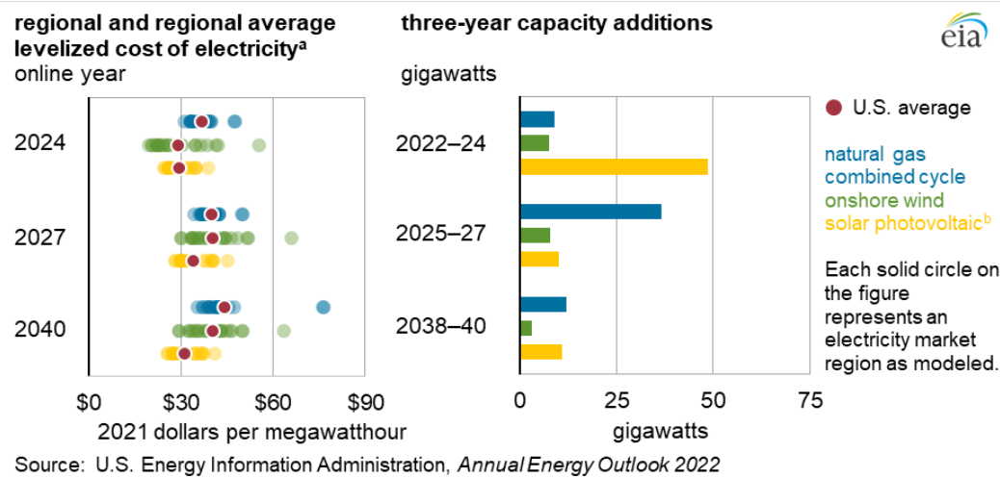 regional and regional average
levelized cost of electricityᵃ
online year
three-year capacity additions
gigawatts
eia
2024
2027
2040
$0
$30
$60
$90
2021 dollars per megawatthour
2022–24
2025–27
2038–40
0
25
50
75
gigawatts
U.S. average
natural gas
combined cycle
onshore wind
solar photovoltaicᵇ
Each solid circle on
the figure
represents an
electricity market
region as modeled.
Source: U.S. Energy Information Administration, Annual Energy Outlook 2022